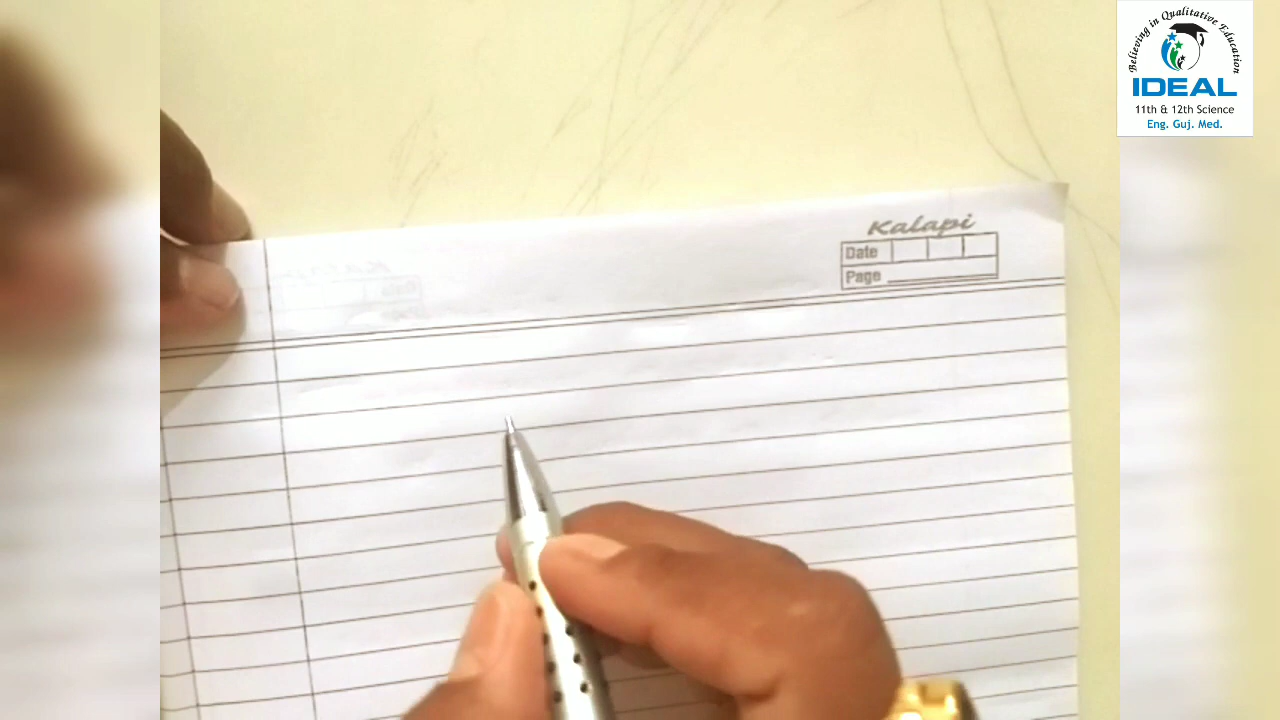 Believing in Qualitative Education
IDEAL
11th & 12th Science
Eng. Guj. Med.
Kalapi
Date
Page